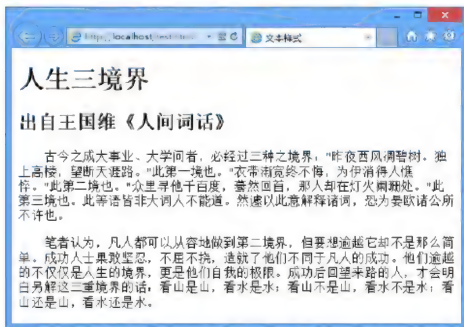 http://localhost/test.html
文本样式
人生三境界
出自王国维《人间词话》
古今之成大事业、大学问者，必经过三种之境界："昨夜西风凋碧树。独
上高楼，望断天涯路。"此第一境也。"衣带渐宽终不悔，为伊消得人憔
悴。"此第二境也。"众里寻他千百度，蓦然回首，那人却在灯火阑珊处。"此
第三境也。此等语皆非大词人不能道。然遽以此意解释诸词，恐为晏欧诸公所
不许也。
笔者认为，凡人都可以从容地做到第二境界，但要想逾越它却不是那么简
单。成功人士果敢坚忍，不屈不挠，造就了他们不同于凡人的成功。他们逾越
的不仅仅是人生的境界，更是他们自我的极限。成功后回望来路的人，才会明
白另解这三重境界的话：看山是山，看水是水；看山不是山，看水不是水；看
山还是山，看水还是水。